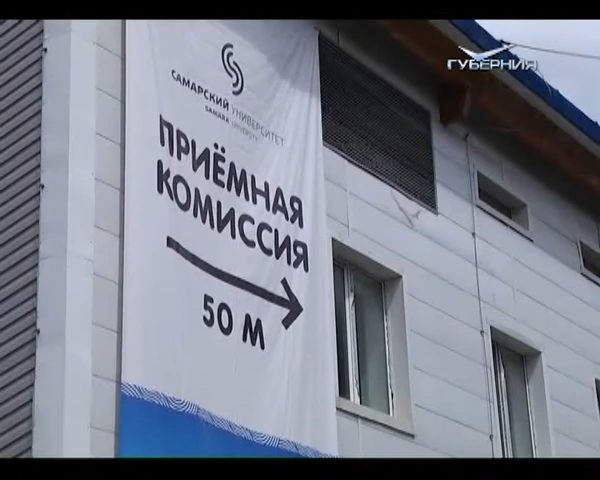 ГУБЕРНИЯ
САМАРСКИЙ УНИВЕРСИТЕТ
SAMARA UNIVERSITY
ПРИЁМНАЯ
КОМИССИЯ
50 М